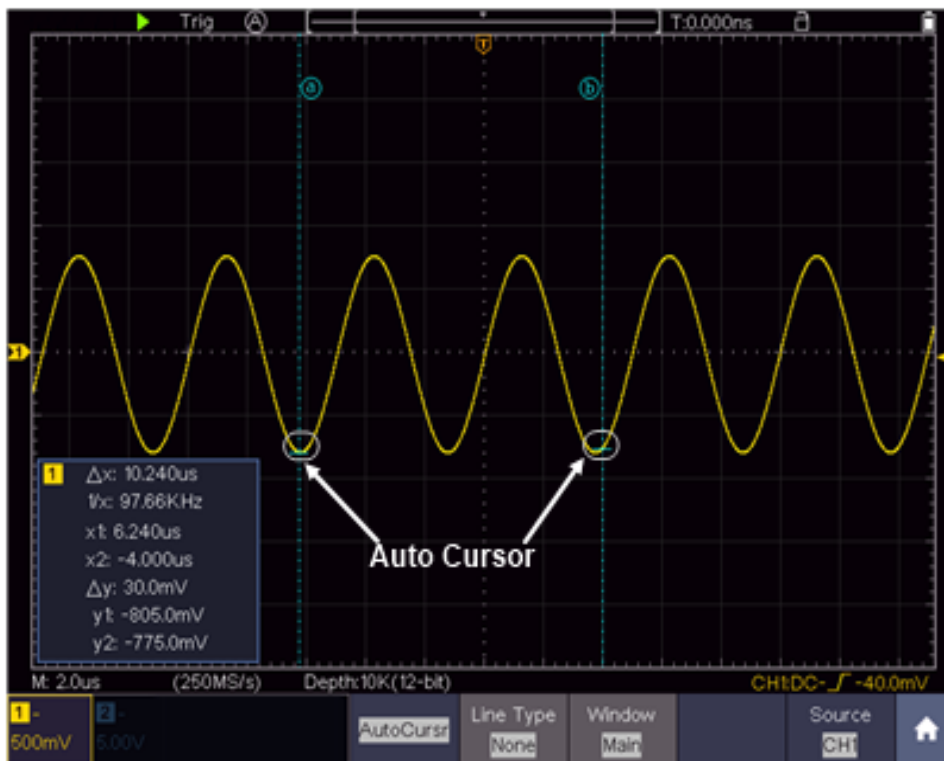 Trig A T:0.000ns
T
a b
1
1 Δx: 10.240us
1/x: 97.66KHz
x1: 6.240us
x2: -4.000us
Δy: 30.0mV
y1: -805.0mV
y2: -775.0mV
Auto Cursor
M: 2.0us (250MS/s) Depth:10K(12-bit) CH1:DC- -40.0mV
1 - 2 - Line Type Window Source
500mV 5.00V AutoCursr None Main CH1